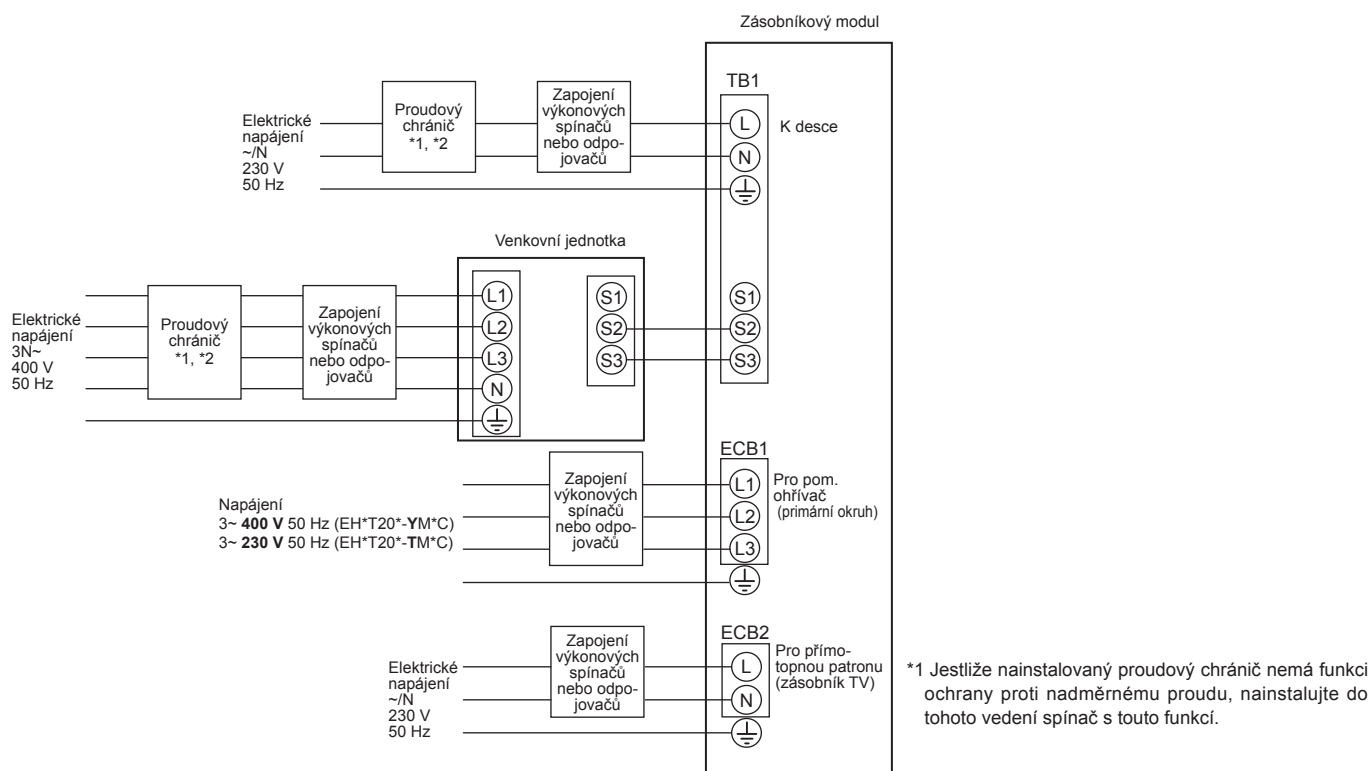 Zásobníkový modul
TB1
Elektrické
napájení
~/N
230 V
50 Hz
Proudový
chránič
*1, *2
Zapojení
výkonových
spínačů
nebo odpo-
jovačů
L
N
K desce
Venkovní jednotka
Elektrické
napájení
3N~
400 V
50 Hz
Proudový
chránič
*1, *2
Zapojení
výkonových
spínačů
nebo odpo-
jovačů
L1
L2
L3
N
S1
S2
S3
S1
S2
S3
ECB1
Napájení
3~ 400 V 50 Hz (EH*T20*-YM*C)
3~ 230 V 50 Hz (EH*T20*-TM*C)
Zapojení
výkonových
spínačů
nebo odpo-
jovačů
L1
L2
L3
Pro pom.
ohřívač
(primární okruh)
ECB2
Elektrické
napájení
~/N
230 V
50 Hz
Zapojení
výkonových
spínačů
nebo odpo-
jovačů
L
N
Pro přímo-
topnou patronu
(zásobník TV)
*1 Jestliže nainstalovaný proudový chránič nemá funkci
ochrany proti nadměrnému proudu, nainstalujte do
tohoto vedení spínač s touto funkcí.